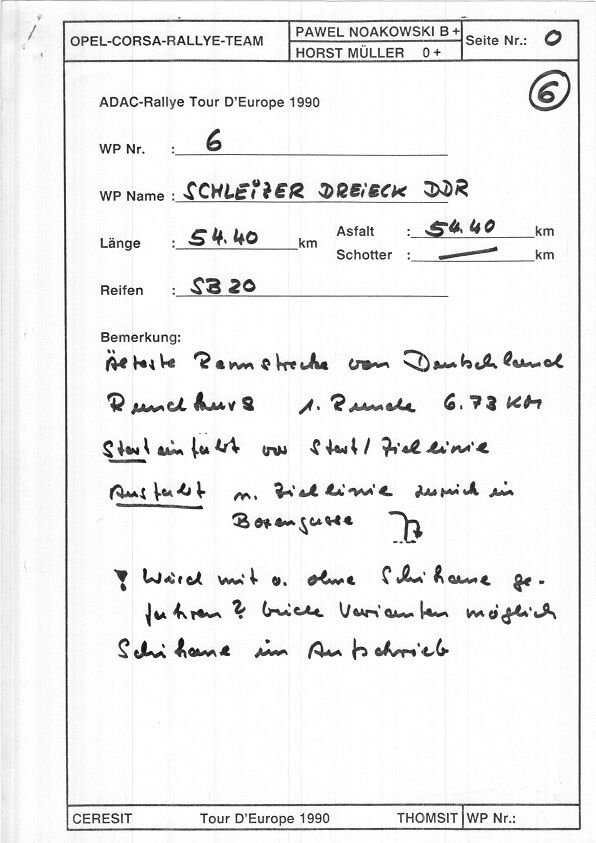 OPEL-CORSA-RALLYE-TEAM
PAWEL NOAKOWSKI B +
HORST MÜLLER 0 +
Seite Nr.: 0
6
ADAC-Rallye Tour D'Europe 1990
WP Nr. : 6
WP Name : SCHLEIZER DREIECK DDR
Länge : 54.40 km
Asfalt : 54.40 km
Schotter : — km
Reifen : SB 20
Bemerkung:
Älteste Rennstrecke von Deutschland
Rundkurs 1. Runde 6.73 KM
Starteinfahrt vor Start/Ziellinie
Ausfahrt n. Ziellinie zurück in
Boxengasse
! Wird mit o. ohne Schikane ge-
fahren? beide Varianten möglich
Schikane im Aufschrieb
CERESIT Tour D'Europe 1990 THOMSIT WP Nr.: